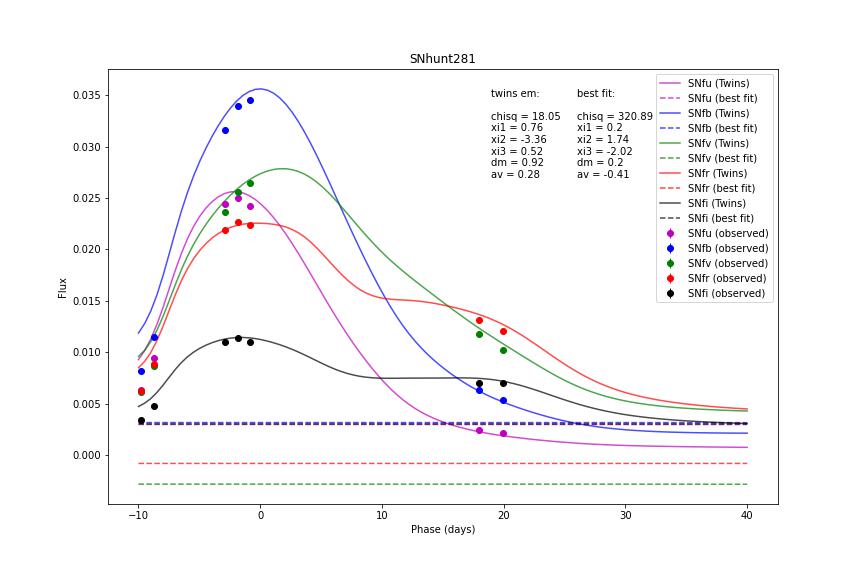 SNhunt281
twins em: best fit:
chisq = 18.05 chisq = 320.89
xi1 = 0.76 xi1 = 0.2
xi2 = -3.36 xi2 = 1.74
xi3 = 0.52 xi3 = -2.02
dm = 0.92 dm = 0.2
av = 0.28 av = -0.41
SNfu (Twins)
SNfu (best fit)
SNfb (Twins)
SNfb (best fit)
SNfv (Twins)
SNfv (best fit)
SNfr (Twins)
SNfr (best fit)
SNfi (Twins)
SNfi (best fit)
SNfu (observed)
SNfb (observed)
SNfv (observed)
SNfr (observed)
SNfi (observed)
Flux
0.035
0.030
0.025
0.020
0.015
0.010
0.005
0.000
−10 0 10 20 30 40
Phase (days)